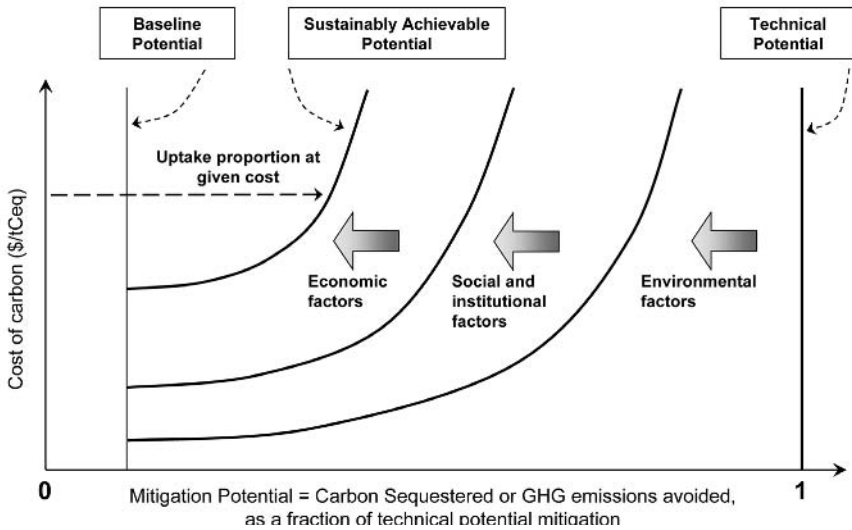 Baseline
Potential
Sustainably Achievable
Potential
Technical
Potential
Uptake proportion at
given cost
Economic
factors
Social and
institutional
factors
Environmental
factors
Cost of carbon ($/tCeq)
0
1
Mitigation Potential = Carbon Sequestered or GHG emissions avoided,
as a fraction of technical potential mitigation